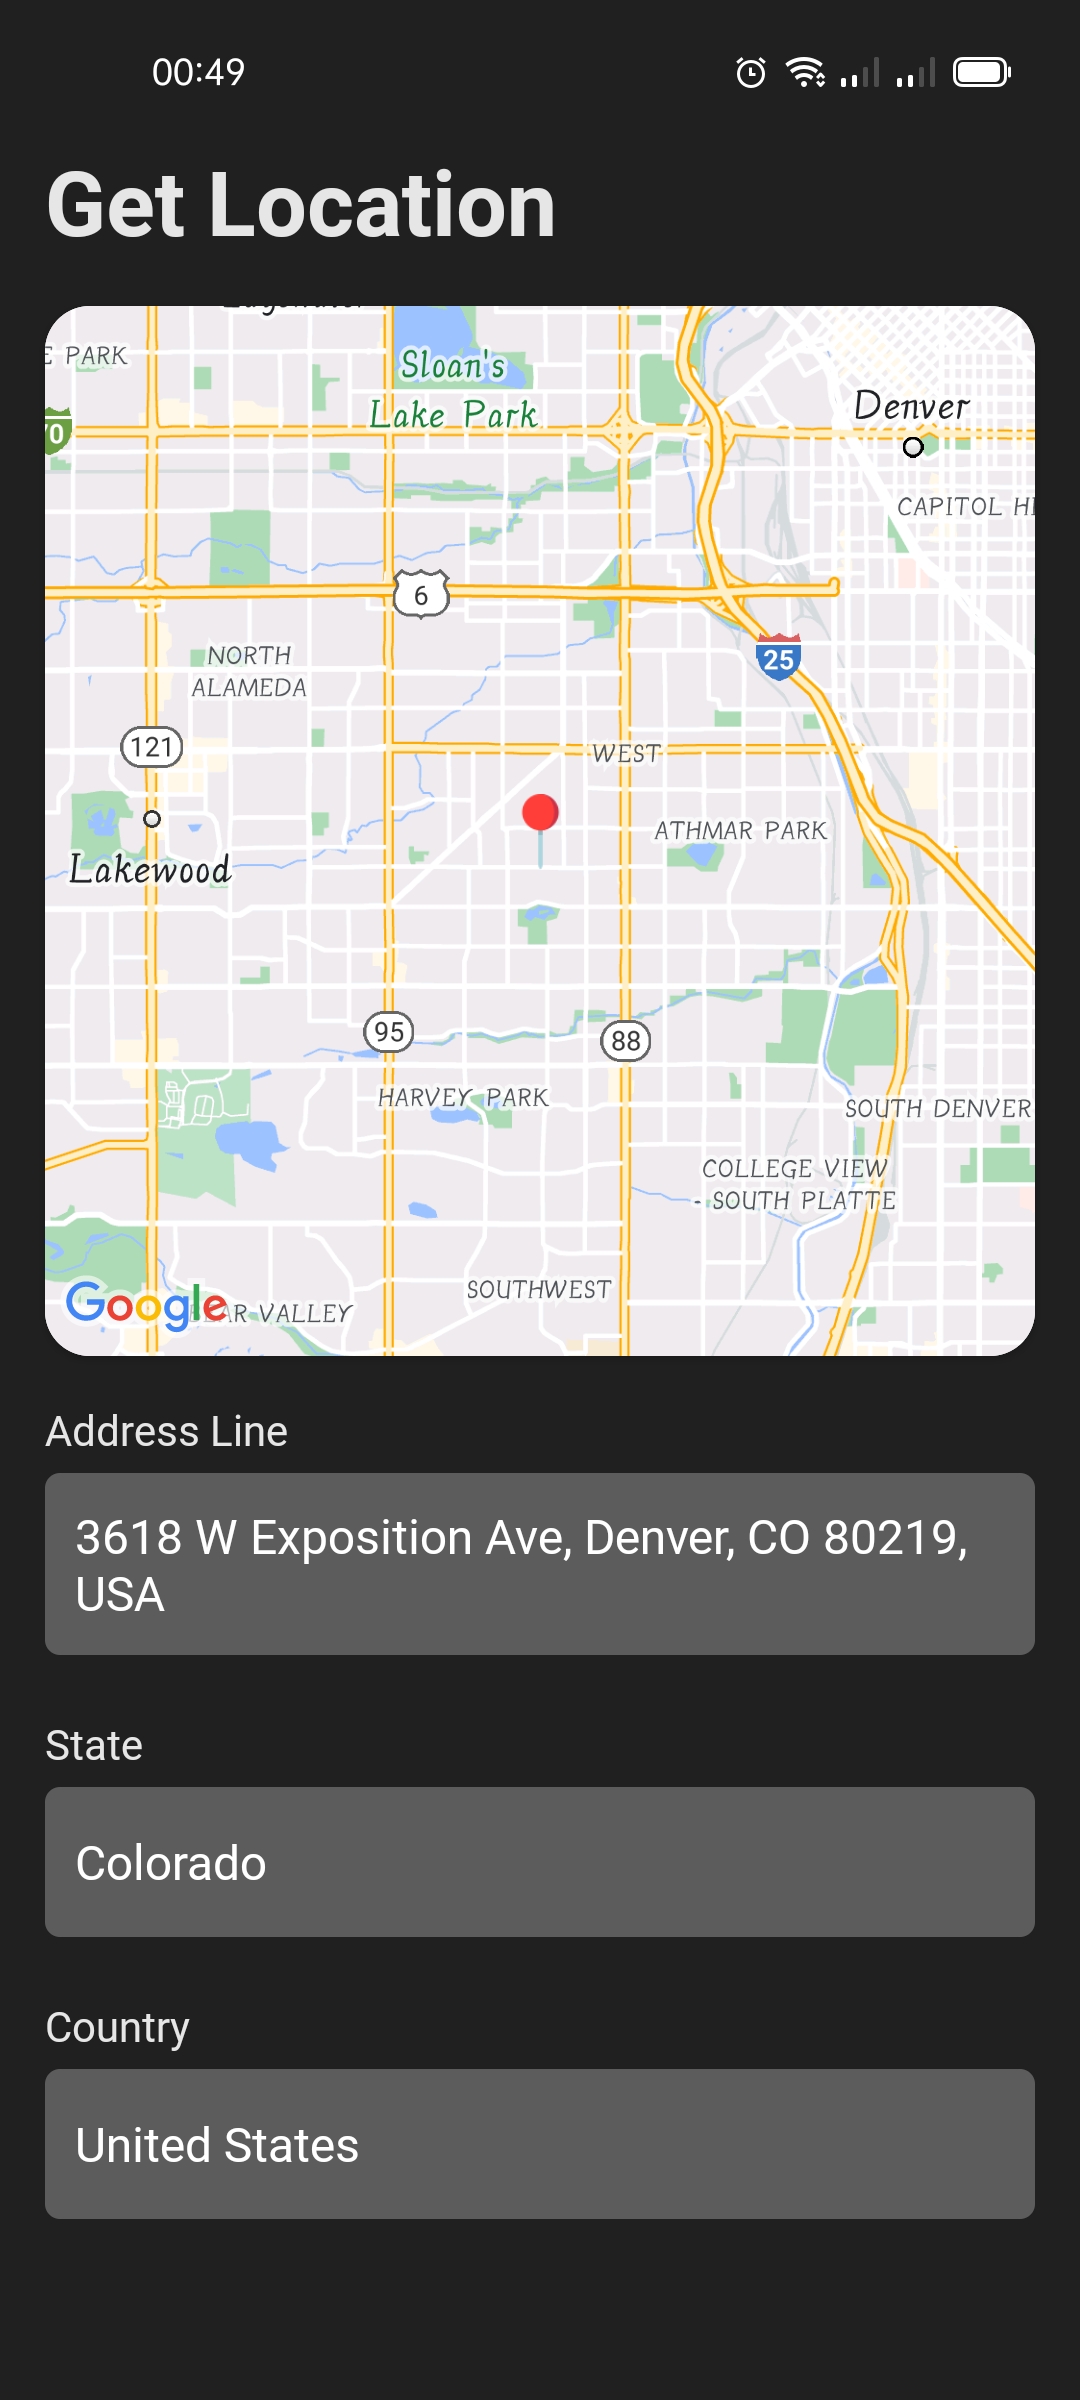 00:49
Get Location
E PARK
Sloan's
Lake Park
Denver
70
CAPITOL HI
6
25
NORTH
ALAMEDA
121
WEST
ATHMAR PARK
Lakewood
95
88
HARVEY PARK
SOUTH DENVER
COLLEGE VIEW
- SOUTH PLATTE
SOUTHWEST
Google
EAR VALLEY
Address Line
3618 W Exposition Ave, Denver, CO 80219,
USA
State
Colorado
Country
United States